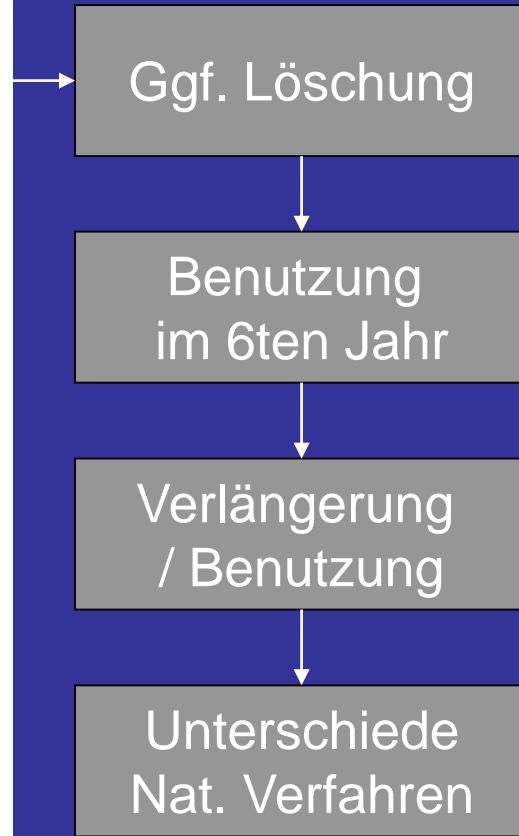 Ggf. Löschung
Benutzung
im 6ten Jahr
Verlängerung
/ Benutzung
Unterschiede
Nat. Verfahren